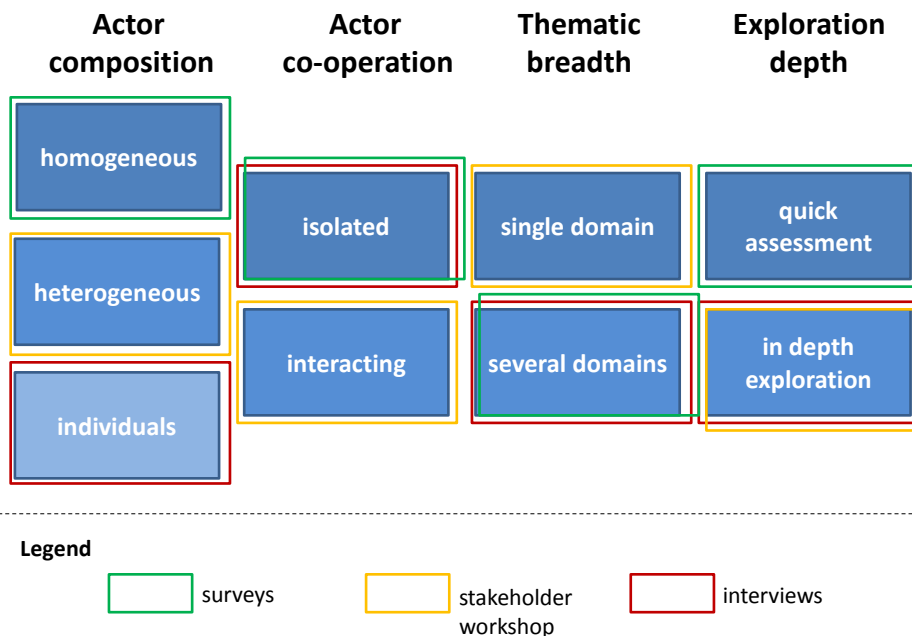 Actor
composition
Actor
co-operation
Thematic
breadth
Exploration
depth
homogeneous
heterogeneous
individuals
isolated
interacting
single domain
several domains
quick
assessment
in depth
exploration
Legend
surveys
stakeholder
workshop
interviews